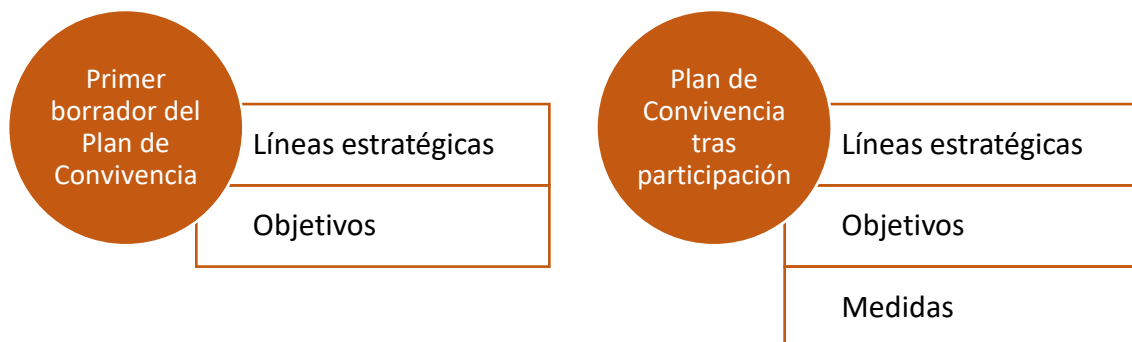 Primer
borrador del
Plan de
Convivencia
Líneas estratégicas
Objetivos
Plan de
Convivencia
tras
participación
Líneas estratégicas
Objetivos
Medidas